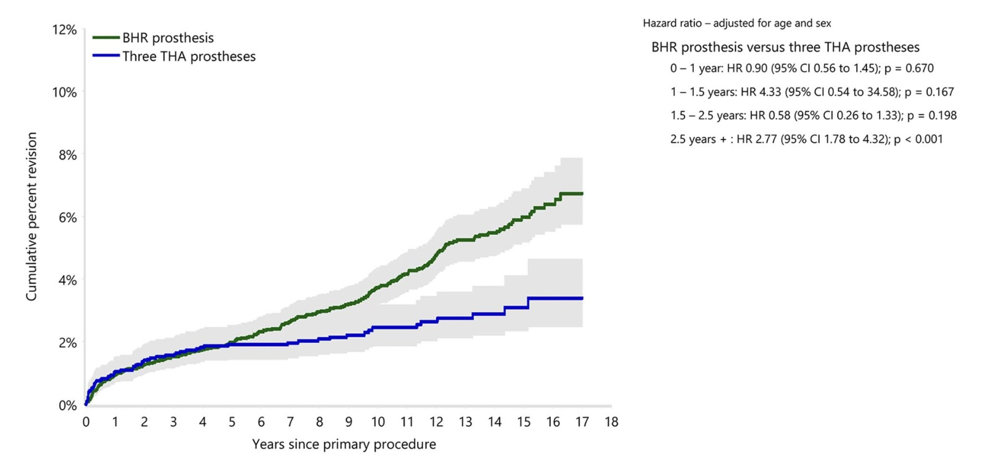 12%
BHR prosthesis
Three THA prostheses
10%
8%
6%
4%
2%
0%
Cumulative percent revision
0 1 2 3 4 5 6 7 8 9 10 11 12 13 14 15 16 17 18
Years since primary procedure
Hazard ratio – adjusted for age and sex
BHR prosthesis versus three THA prostheses
0 – 1 year: HR 0.90 (95% CI 0.56 to 1.45); p = 0.670
1 – 1.5 years: HR 4.33 (95% CI 0.54 to 34.58); p = 0.167
1.5 – 2.5 years: HR 0.58 (95% CI 0.26 to 1.33); p = 0.198
2.5 years + : HR 2.77 (95% CI 1.78 to 4.32); p < 0.001